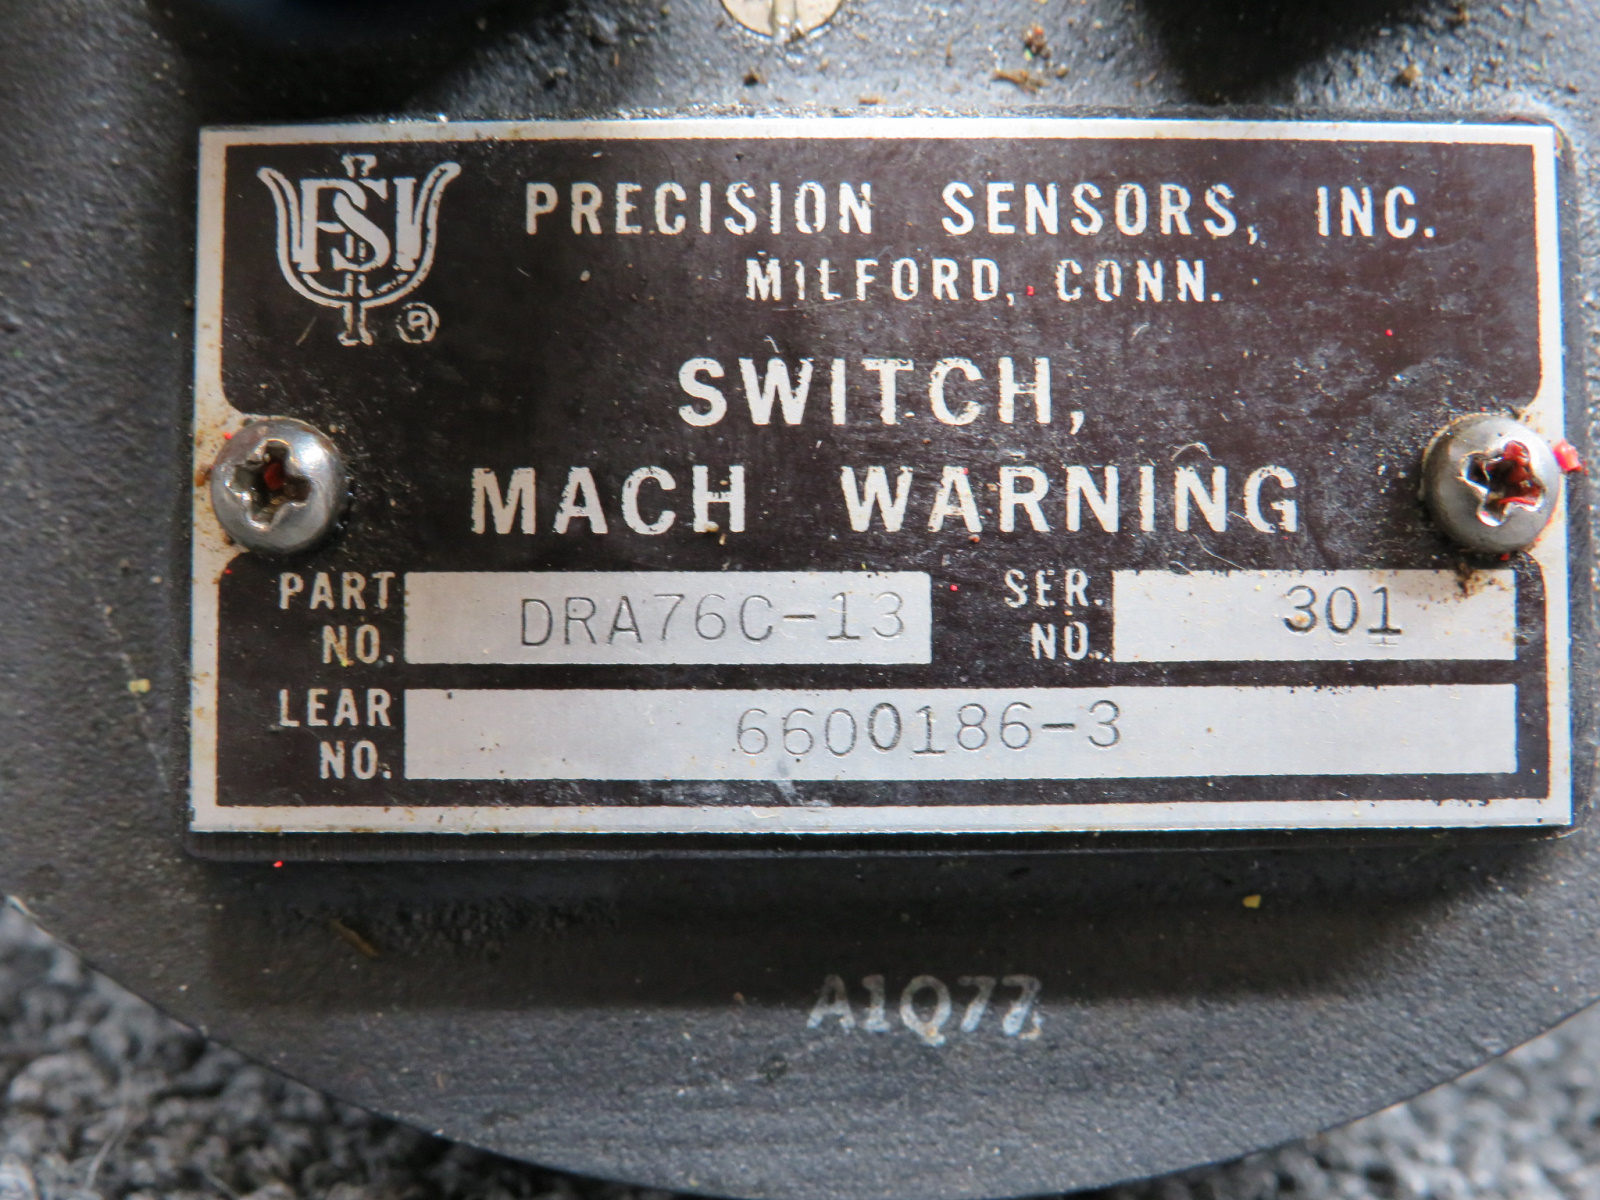 PSI
®
PRECISION SENSORS, INC.
MILFORD, CONN.
SWITCH,
MACH WARNING
PART NO. DRA76C-13 SER. NO. 301
LEAR NO. 6600186-3
A1Q77